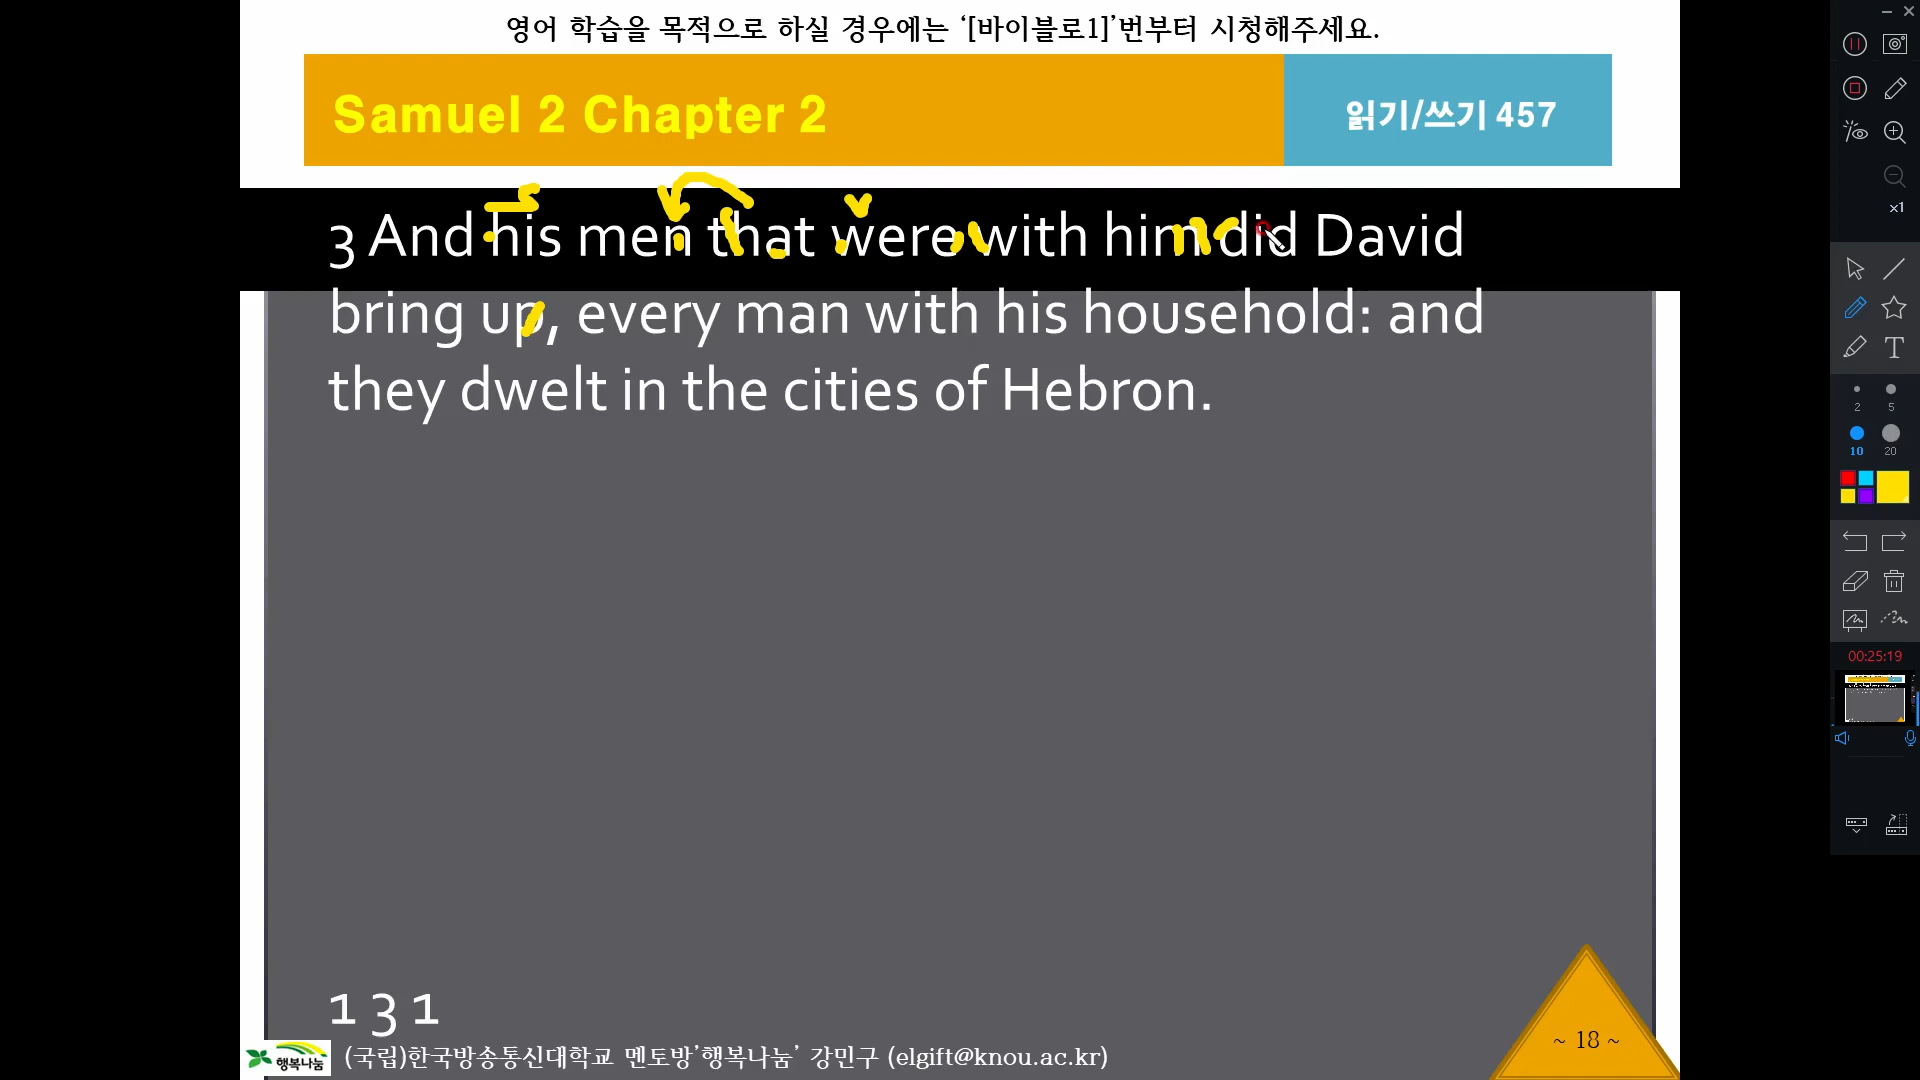 영어 학습을 목적으로 하실 경우에는 ‘[바이블로1]’번부터 시청해주세요.
Samuel 2 Chapter 2
읽기/쓰기 457
3 And his men that were with him did David
bring up, every man with his household: and
they dwelt in the cities of Hebron.
1 3 1
행복나눔
(국립)한국방송통신대학교 멘토방’행복나눔’ 강민구 (elgift@knou.ac.kr)
~ 18 ~
x1
T
2 5
10 20
00:25:19